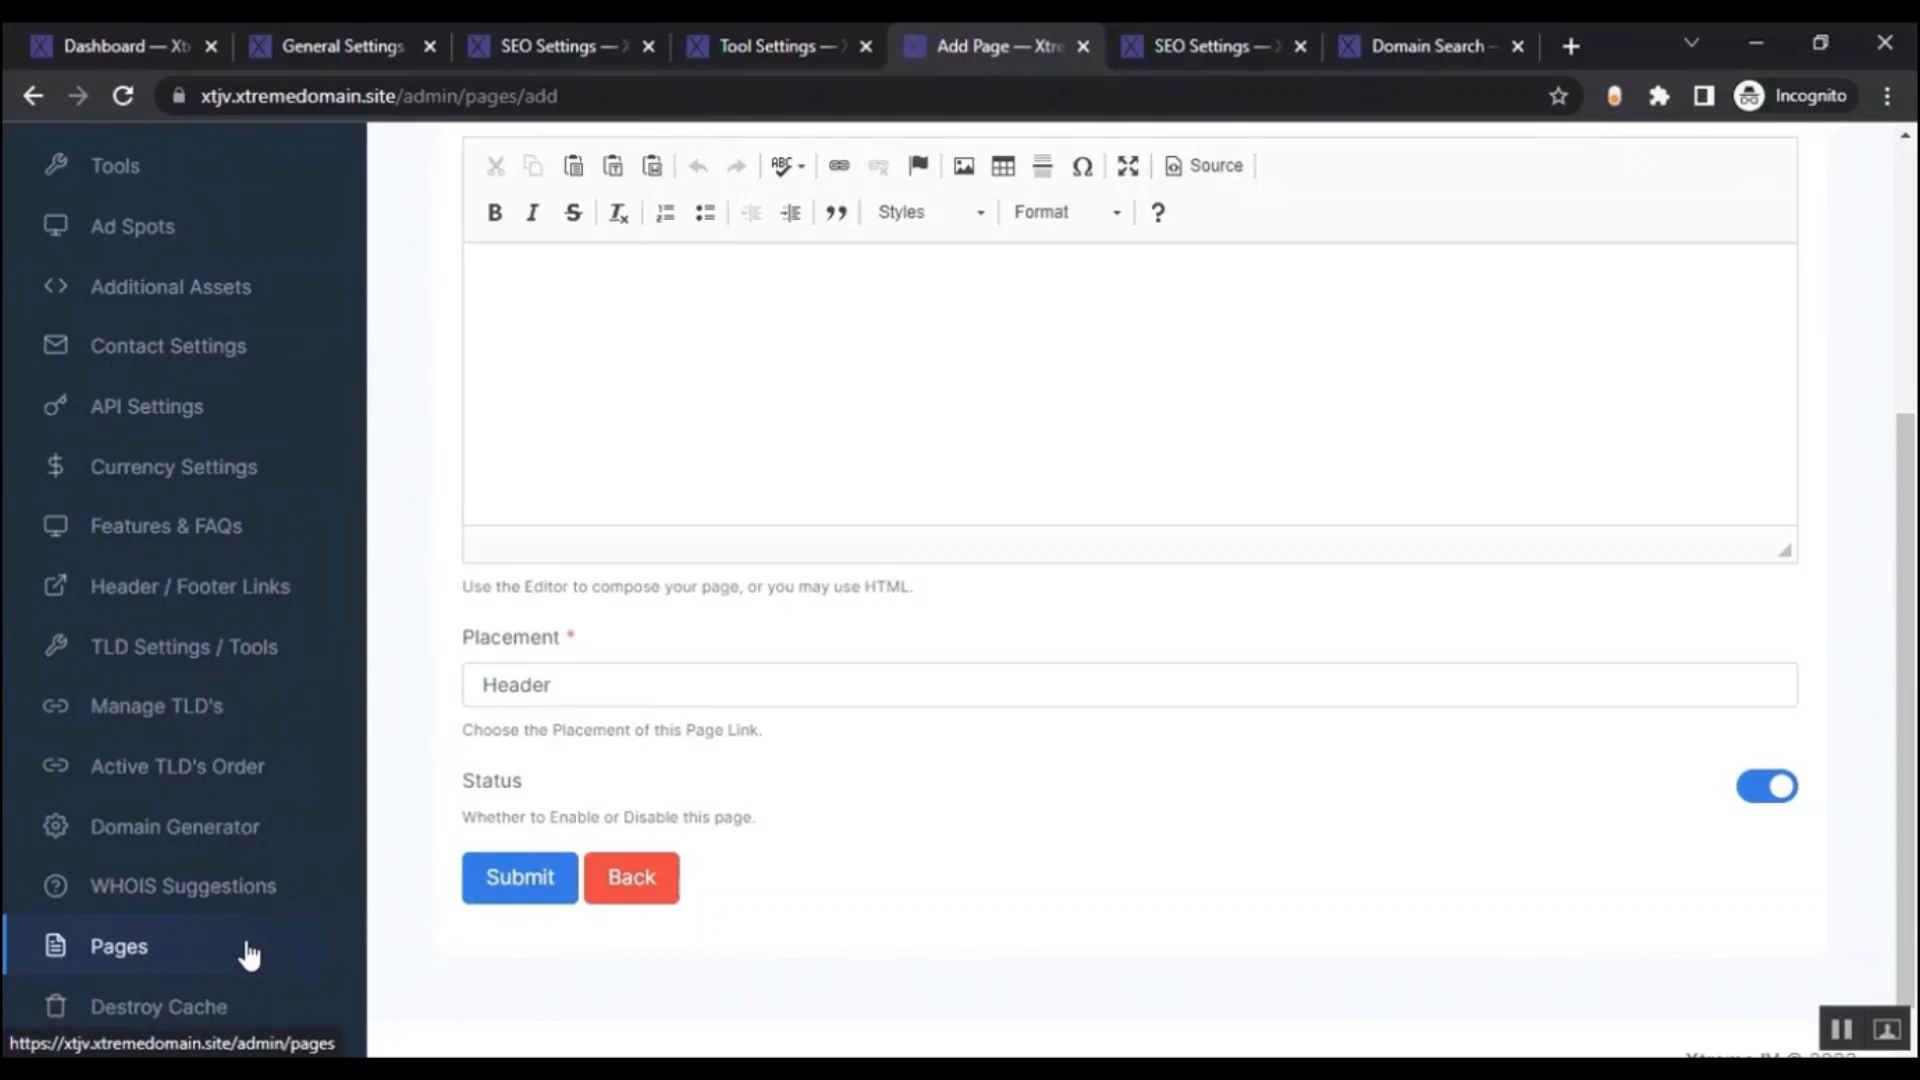 Dashboard — Xtr
General Settings
SEO Settings —
Tool Settings —
Add Page — Xtre
SEO Settings —
Domain Search -
xtjv.xtremedomain.site/admin/pages/add
Incognito
Tools
Ad Spots
Additional Assets
Contact Settings
API Settings
Currency Settings
Features & FAQs
Header / Footer Links
TLD Settings / Tools
Manage TLD's
Active TLD's Order
Domain Generator
WHOIS Suggestions
Pages
Destroy Cache
https://xtjv.xtremedomain.site/admin/pages
ABC
Ω
Source
B I S Tx
Styles
Format
?
Use the Editor to compose your page, or you may use HTML.
Placement *
Header
Choose the Placement of this Page Link.
Status
Whether to Enable or Disable this page.
Submit
Back